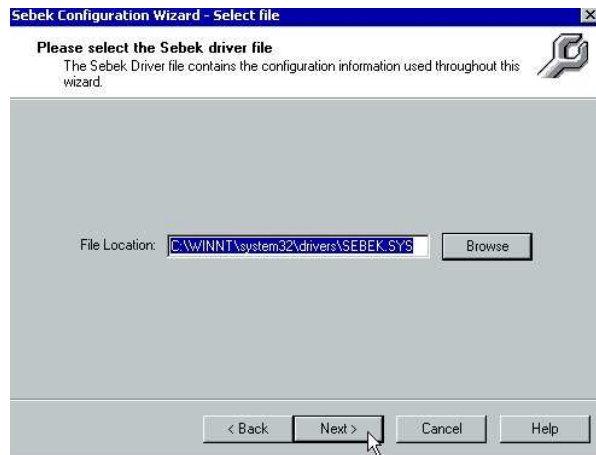 Sebek Configuration Wizard - Select file
Please select the Sebek driver file
The Sebek Driver file contains the configuration information used throughout this
wizard.
File Location: C:\WINNT\system32\drivers\SEBEK.SYS Browse
< Back Next > Cancel Help